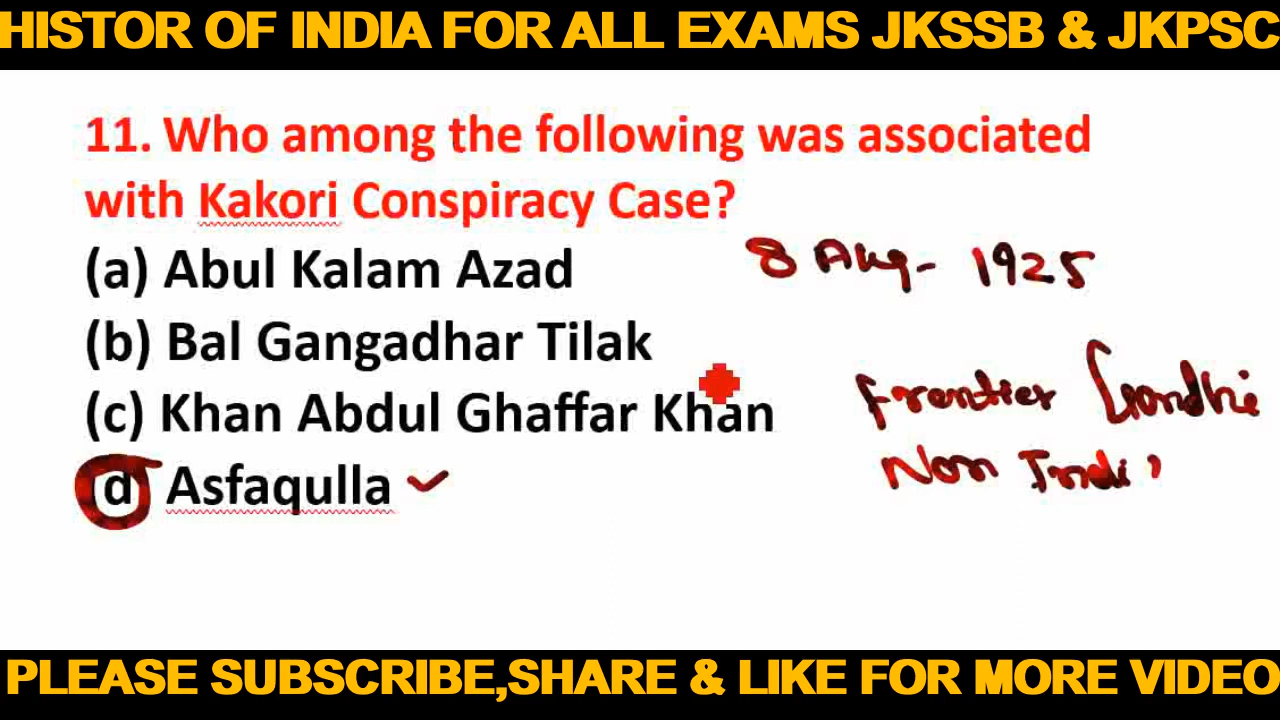 HISTOR OF INDIA FOR ALL EXAMS JKSSB & JKPSC
11. Who among the following was associated
with Kakori Conspiracy Case?
(a) Abul Kalam Azad
8 Aug- 1925
(b) Bal Gangadhar Tilak
(c) Khan Abdul Ghaffar Khan
Frontier Gandhi
(d) Asfaqulla ✓
Non Indi
PLEASE SUBSCRIBE,SHARE & LIKE FOR MORE VIDEO